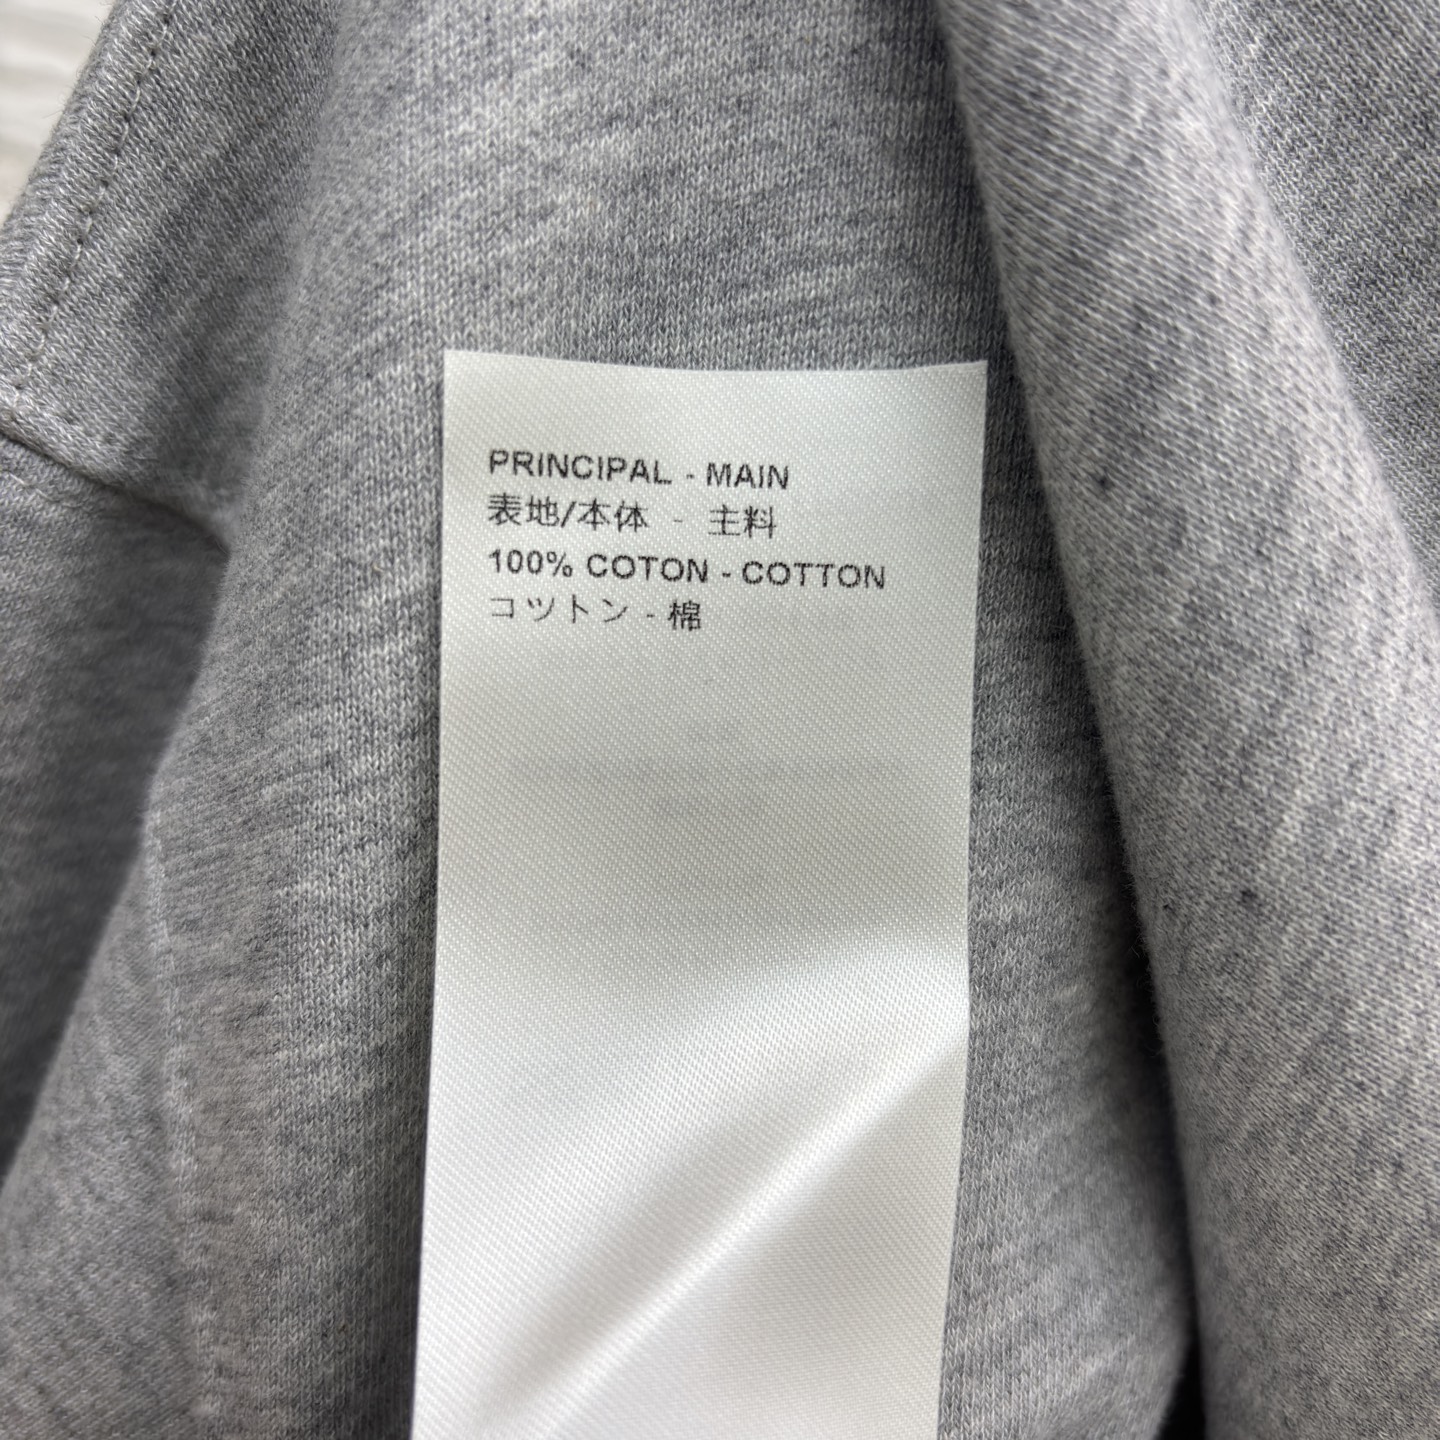 PRINCIPAL - MAIN
表地/本体 - 主料
100% COTON - COTTON
コットン - 棉